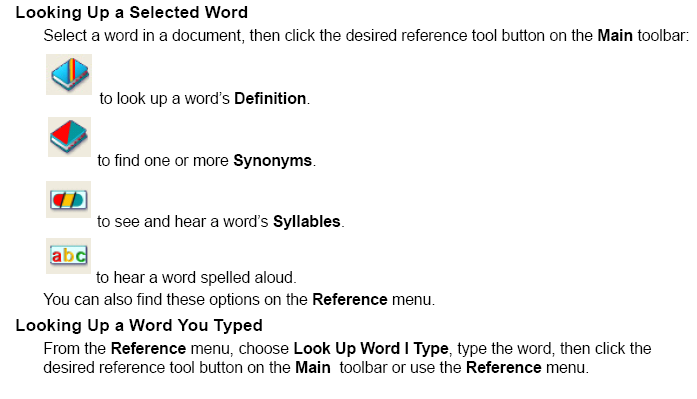 Looking Up a Selected Word
Select a word in a document, then click the desired reference tool button on the Main toolbar:
to look up a word's Definition.
to find one or more Synonyms.
to see and hear a word's Syllables.
abc
to hear a word spelled aloud.
You can also find these options on the Reference menu.
Looking Up a Word You Typed
From the Reference menu, choose Look Up Word I Type, type the word, then click the
desired reference tool button on the Main toolbar or use the Reference menu.